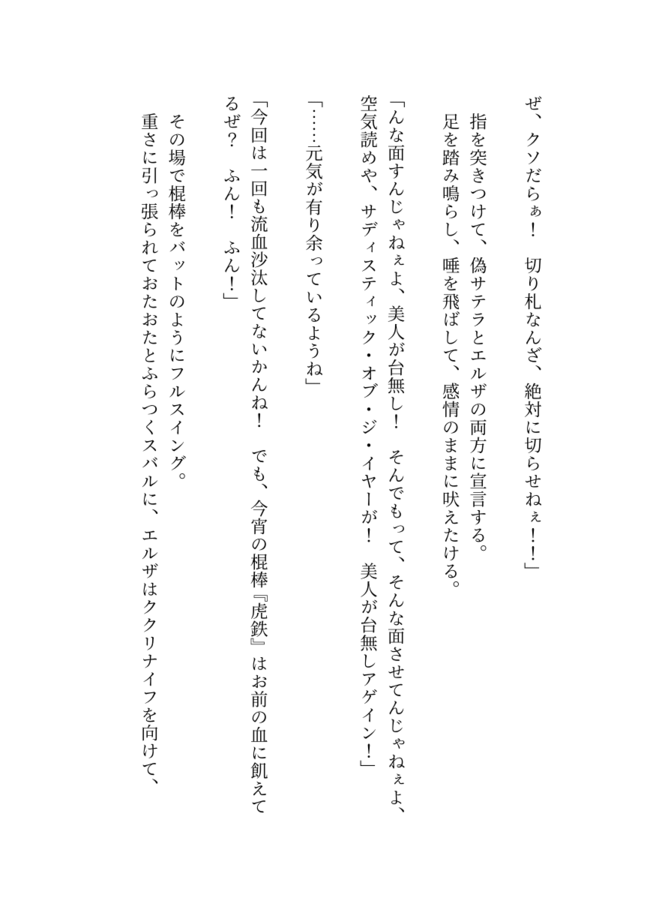 ぜ、クソだらぁ！　切り札なんざ、絶対に切らせねぇ！！」
　指を突きつけて、偽サテラとエルザの両方に宣言する。
　足を踏み鳴らし、唾を飛ばして、感情のままに吠えたける。
「んな面すんじゃねぇよ、美人が台無し！　そんでもって、そんな面させてんじゃねぇよ、
空気読めや、サディスティック・オブ・ジ・イヤーが！　美人が台無しアゲイン！」
「……元気が有り余っているようね」
「今回は一回も流血沙汰してないかんね！　でも、今宵の棍棒『虎鉄』はお前の血に飢えて
るぜ？　ふん！　ふん！」
　その場で棍棒をバットのようにフルスイング。
　重さに引っ張られておたおたとふらつくスバルに、エルザはククリナイフを向けて、